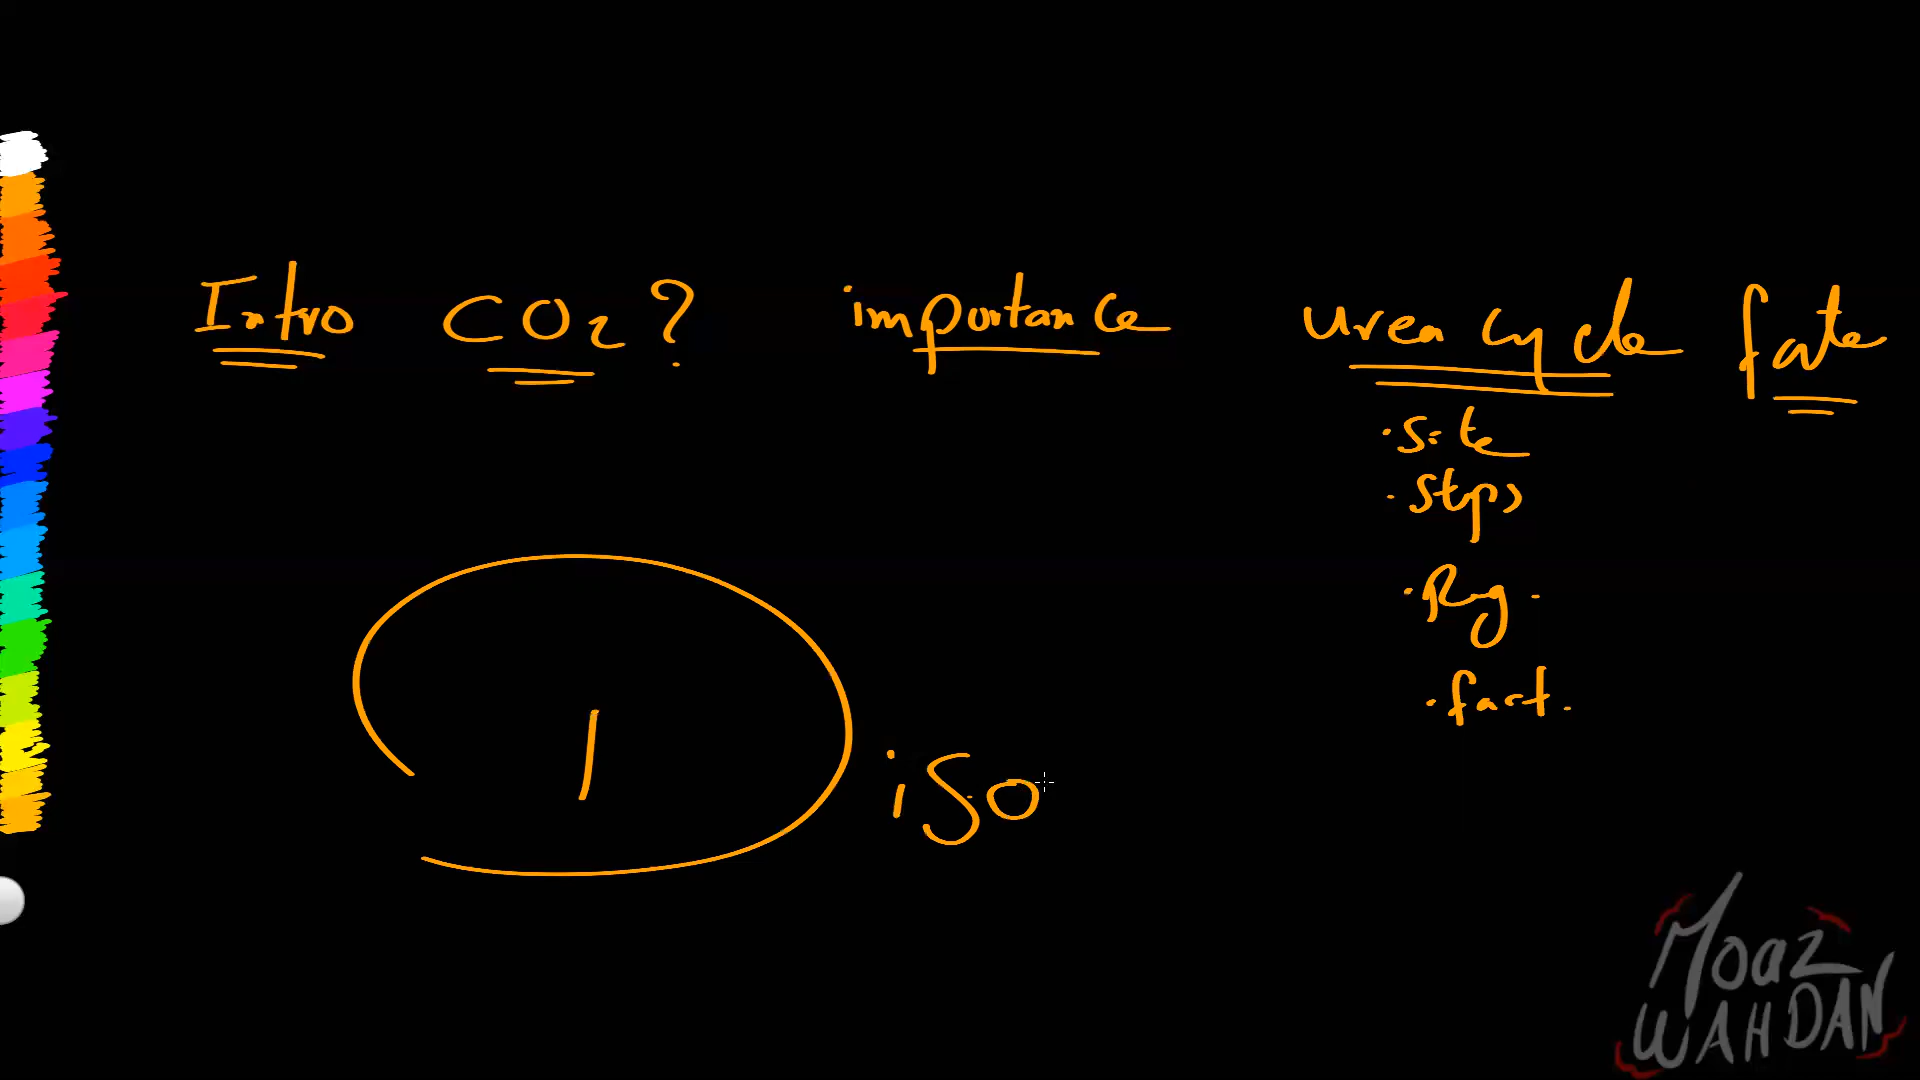 Intro CO2? importance urea cycle fate
. Site
. Steps
. Reg.
. fact.
1
iso
MOAZ
WAHDAN